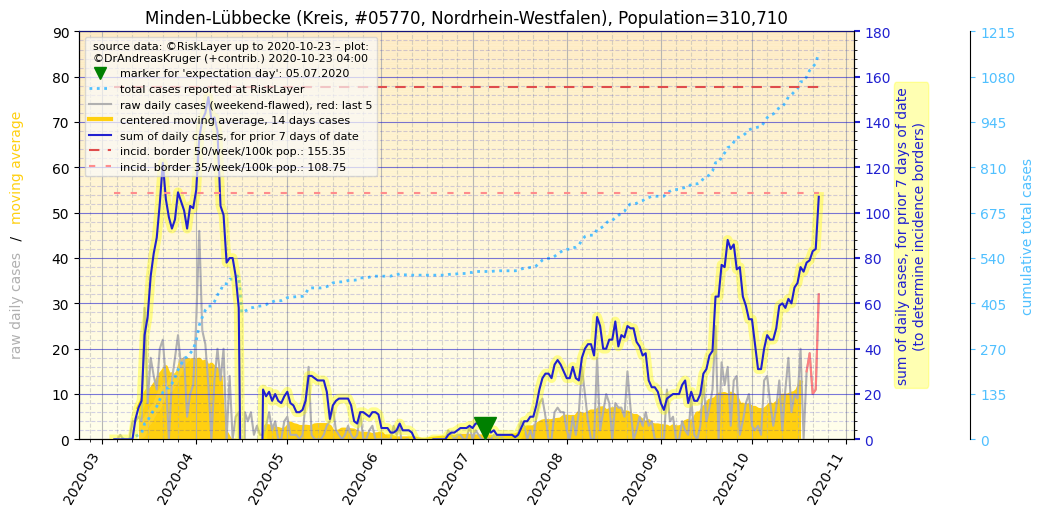 Minden-Lübbecke (Kreis, #05770, Nordrhein-Westfalen), Population=310,710
source data: ©RiskLayer up to 2020-10-23 – plot:
©DrAndreasKruger (+contrib.) 2020-10-23 04:00
marker for 'expectation day': 05.07.2020
total cases reported at RiskLayer
raw daily cases (weekend-flawed), red: last 5
centered moving average, 14 days cases
sum of daily cases, for prior 7 days of date
incid. border 50/week/100k pop.: 155.35
incid. border 35/week/100k pop.: 108.75
raw daily cases / moving average
90
80
70
60
50
40
30
20
10
0
2020-03
2020-04
2020-05
2020-06
2020-07
2020-08
2020-09
2020-10
2020-11
180
160
140
120
100
80
60
40
20
0
sum of daily cases, for prior 7 days of date
(to determine incidence borders)
1215
1080
945
810
675
540
405
270
135
0
cumulative total cases